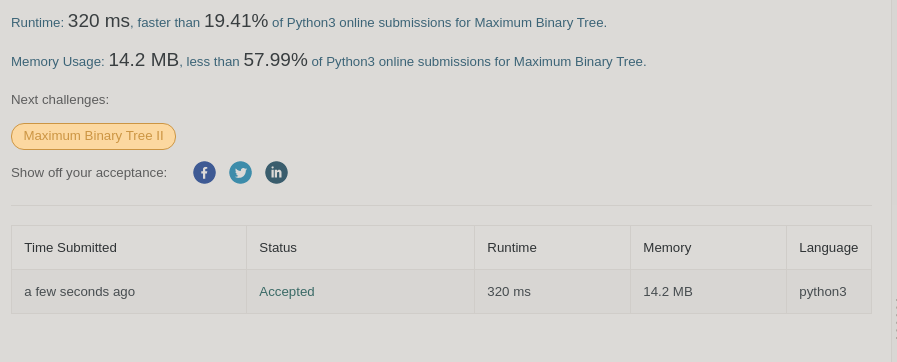 Runtime: 320 ms, faster than 19.41% of Python3 online submissions for Maximum Binary Tree.
Memory Usage: 14.2 MB, less than 57.99% of Python3 online submissions for Maximum Binary Tree.
Next challenges:
Maximum Binary Tree II
Show off your acceptance:
Time Submitted Status Runtime Memory Language
a few seconds ago Accepted 320 ms 14.2 MB python3